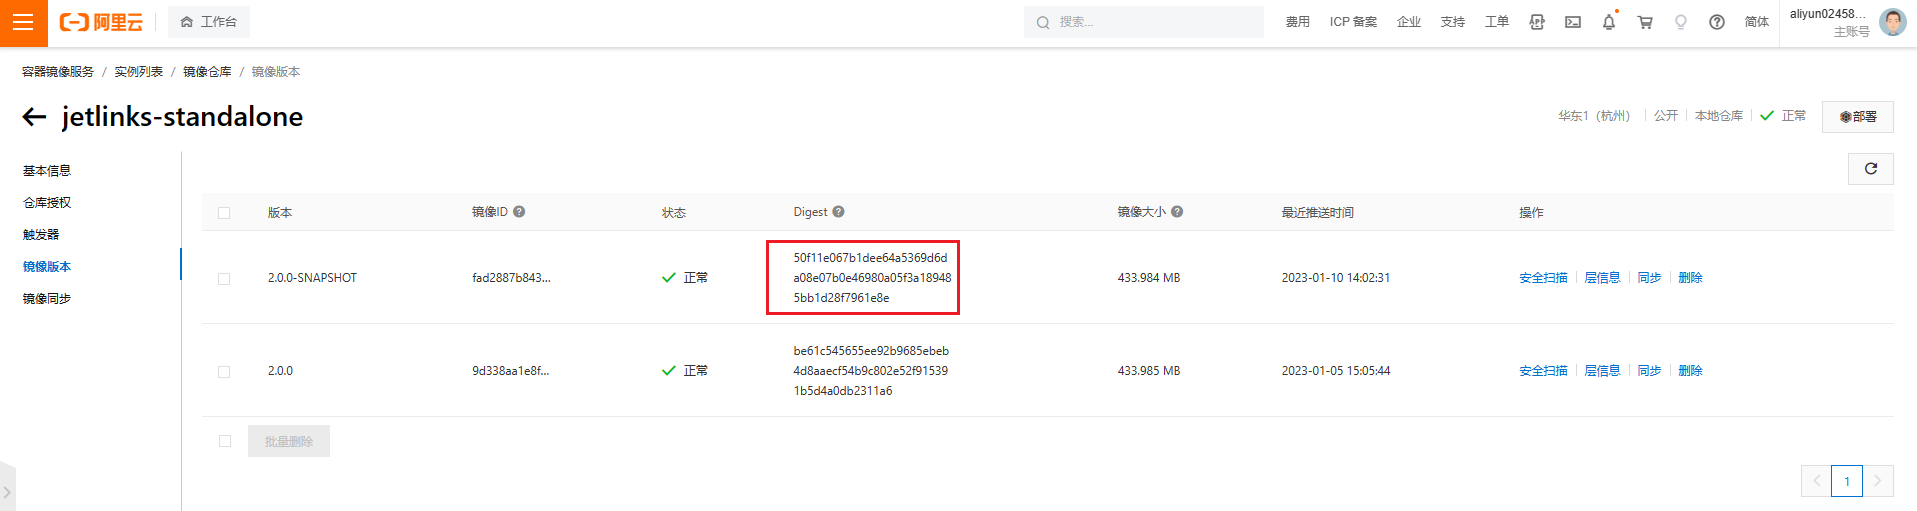 阿里云
工作台
搜索...
费用
ICP 备案
企业
支持
工单
简体
aliyun02458...
主账号
容器镜像服务 / 实例列表 / 镜像仓库 / 镜像版本
jetlinks-standalone
华东1（杭州）
公开
本地仓库
正常
部署
基本信息
仓库授权
触发器
镜像版本
镜像同步
版本 镜像ID 状态 Digest 镜像大小 最近推送时间 操作
2.0.0-SNAPSHOT
fad2887b843...
正常
50f11e067b1dee64a5369d6d
a08e07b0e46980a05f3a18948
5bb1d28f7961e8e
433.984 MB
2023-01-10 14:02:31
安全扫描 层信息 同步 删除
2.0.0
9d338aa1e8f...
正常
be61c545655ee92b9685ebeb
4d8aaecf54b9c802e52f91539
1b5d4a0db2311a6
433.985 MB
2023-01-05 15:05:44
安全扫描 层信息 同步 删除
批量删除
1